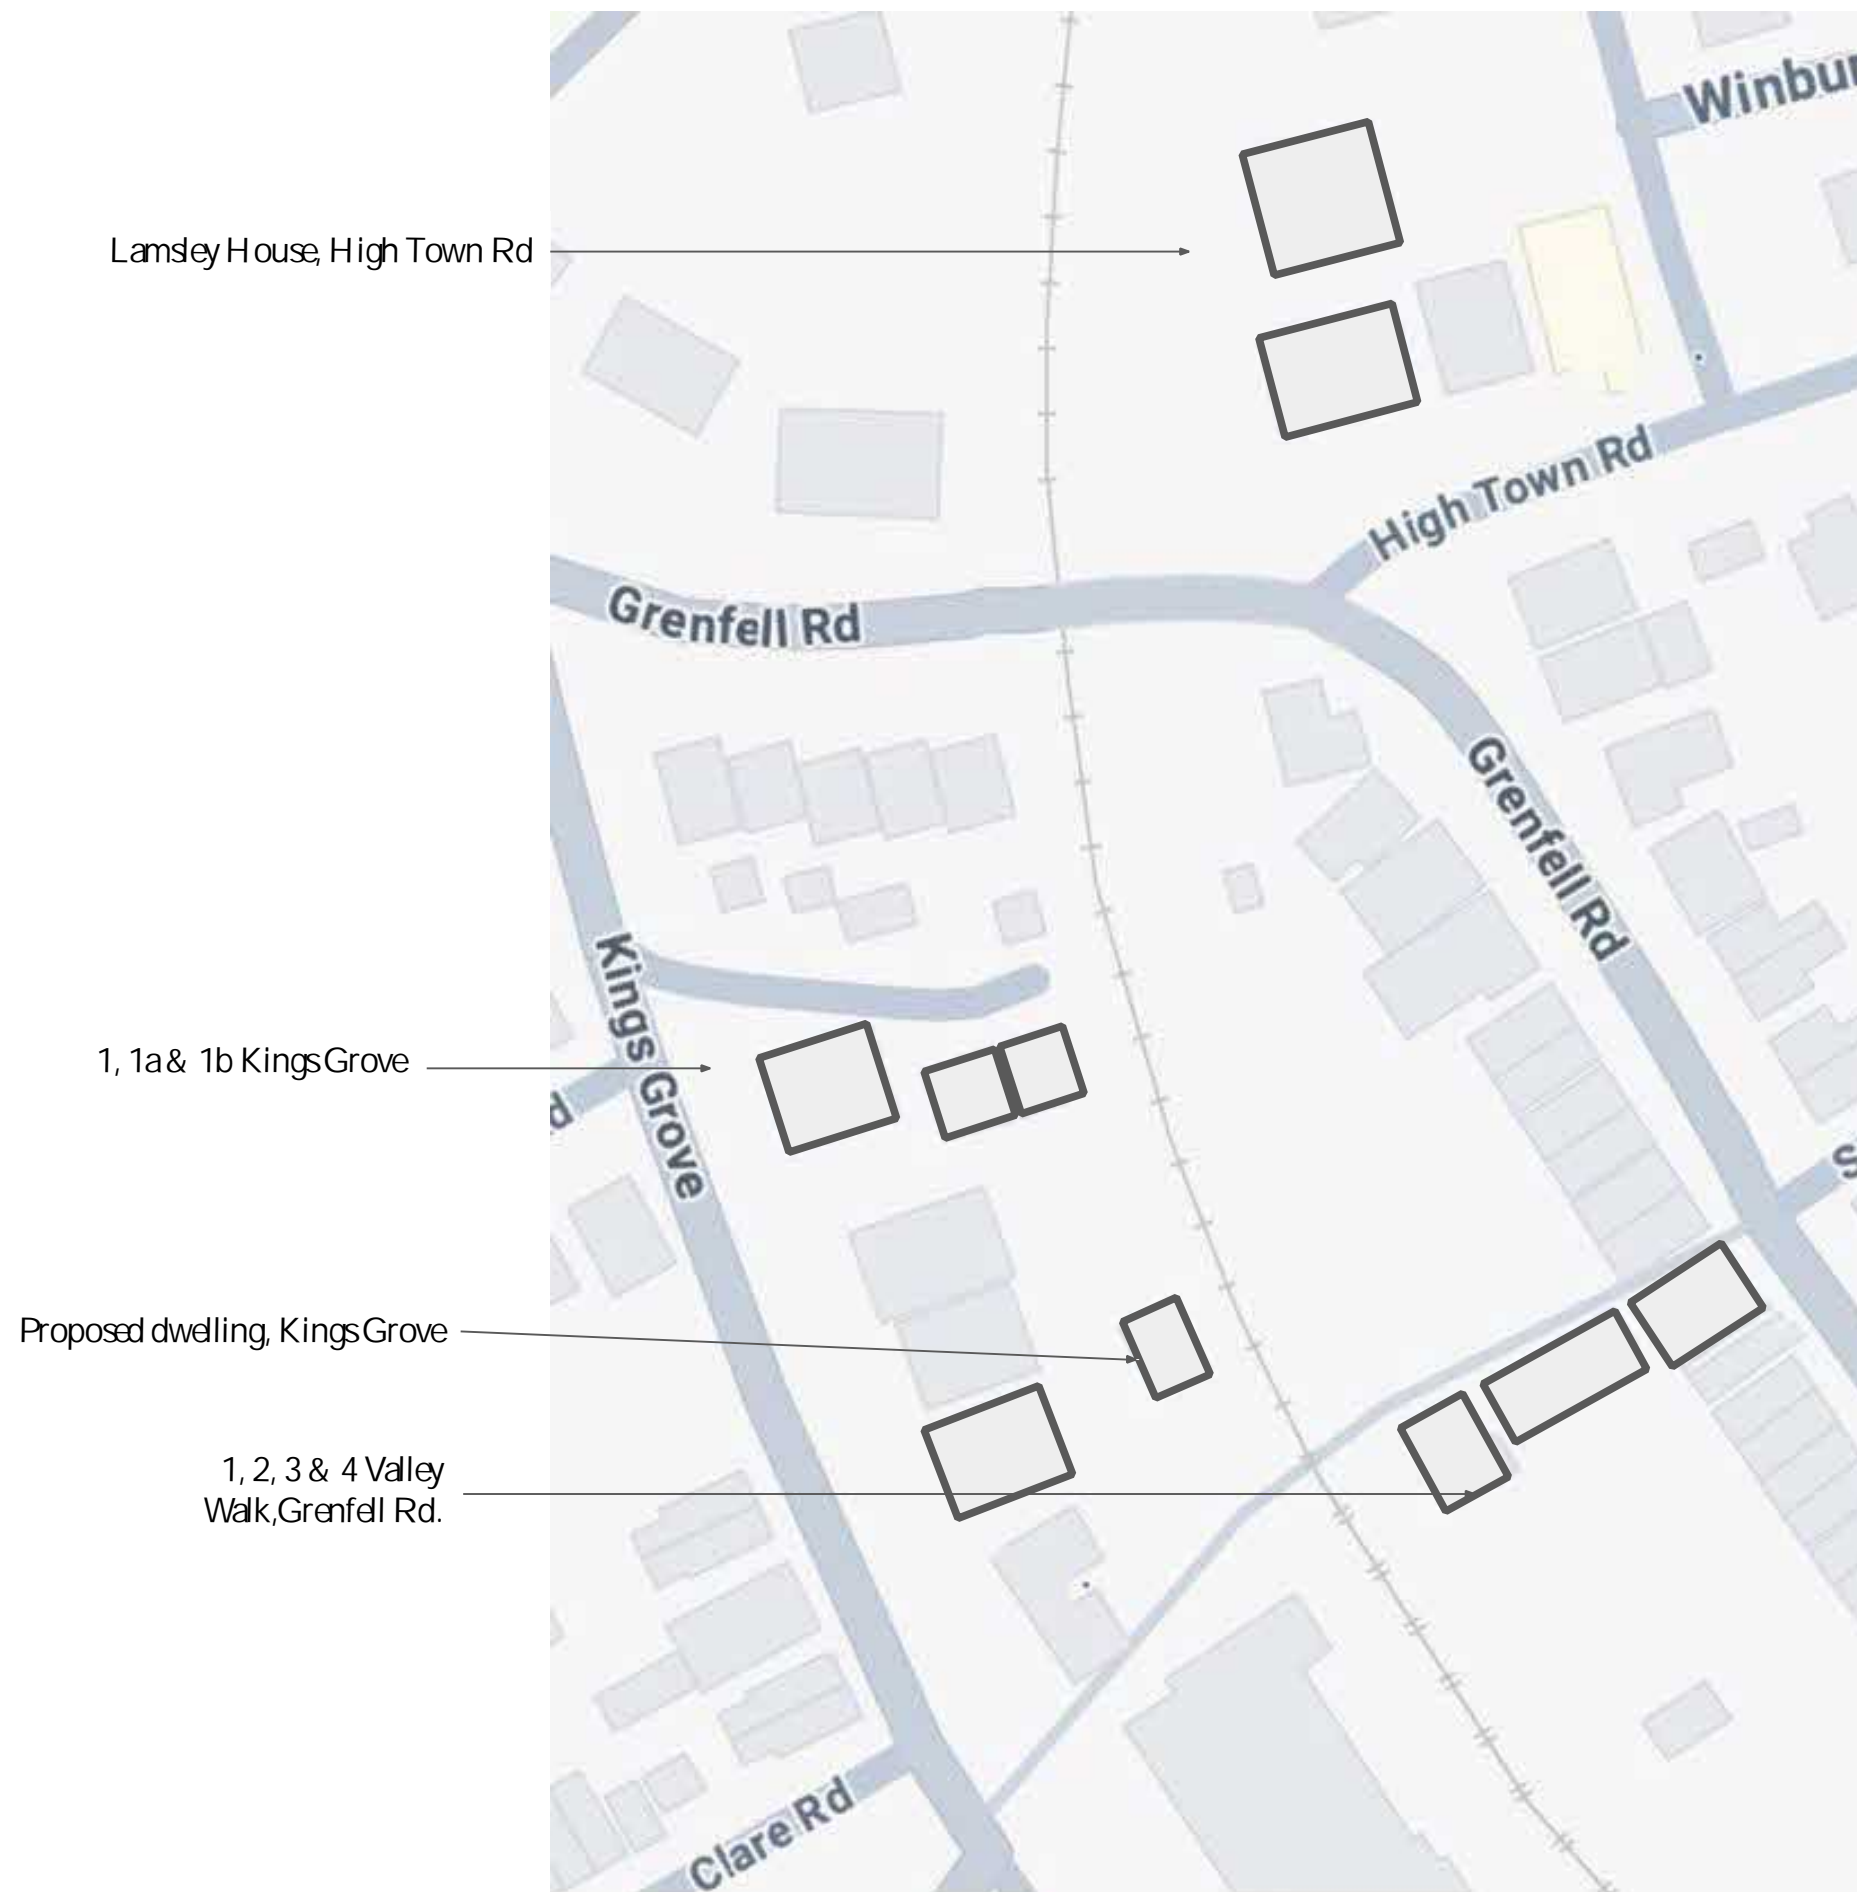 Winbur
Lamsley House, High Town Rd
High Town Rd
Grenfell Rd
Grenfell Rd
Kings Grove
1, 1a & 1b Kings Grove
d
S
Proposed dwelling, Kings Grove
1, 2, 3 & 4 Valley
Walk,Grenfell Rd.
Clare Rd